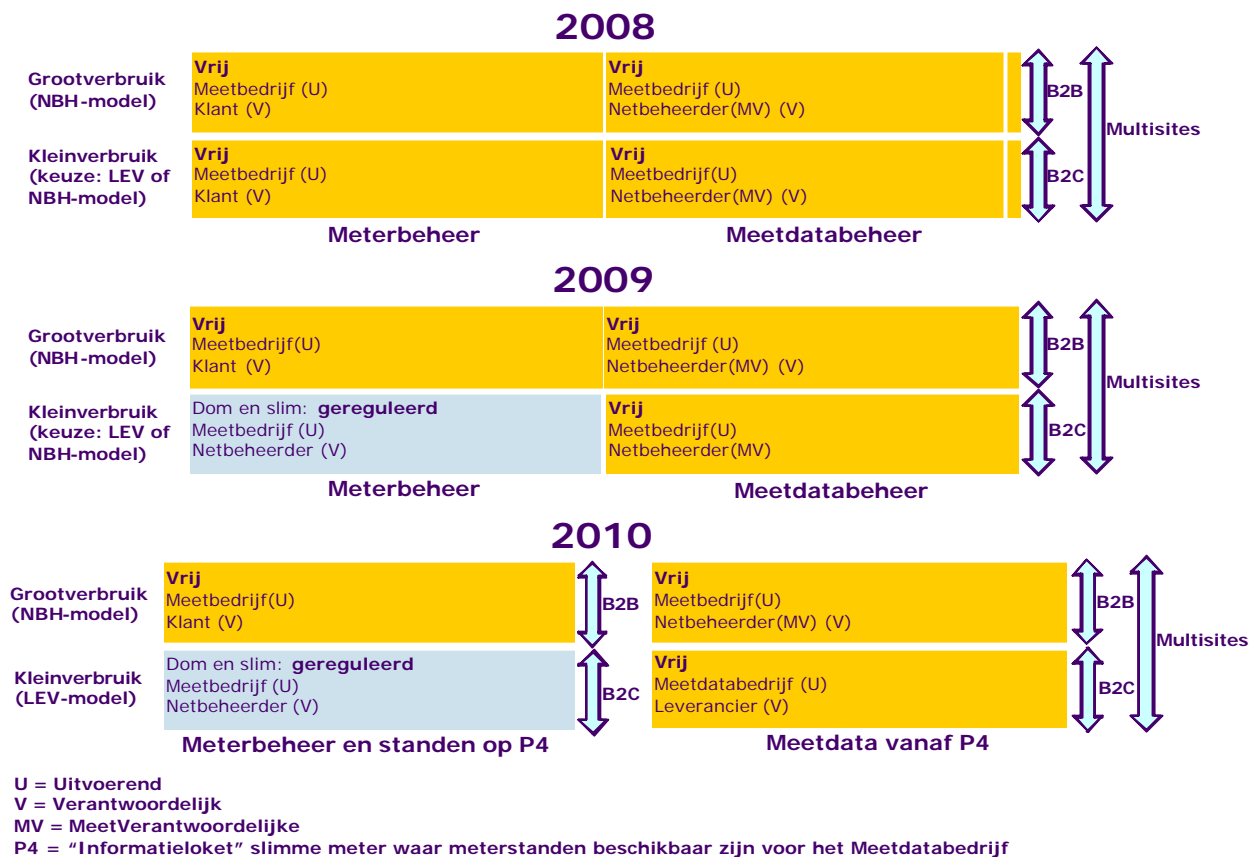 2008
Grootverbruik
(NBH-model)
Vrij
Meetbedrijf (U)
Klant (V)
Vrij
Meetbedrijf (U)
Netbeheerder(MV) (V)
B2B
Multisites
Kleinverbruik
(keuze: LEV of
NBH-model)
Vrij
Meetbedrijf (U)
Klant (V)
Vrij
Meetbedrijf(U)
Netbeheerder(MV) (V)
B2C
Meterbeheer
Meetdatabeheer
2009
Grootverbruik
(NBH-model)
Vrij
Meetbedrijf(U)
Klant (V)
Vrij
Meetbedrijf (U)
Netbeheerder(MV) (V)
B2B
Multisites
Kleinverbruik
(keuze: LEV of
NBH-model)
Dom en slim: gereguleerd
Meetbedrijf (U)
Netbeheerder (V)
Vrij
Meetbedrijf(U)
Netbeheerder(MV)
B2C
Meterbeheer
Meetdatabeheer
2010
Grootverbruik
(NBH-model)
Vrij
Meetbedrijf(U)
Klant (V)
B2B
Vrij
Meetbedrijf(U)
Netbeheerder(MV) (V)
B2B
Multisites
Kleinverbruik
(LEV-model)
Dom en slim: gereguleerd
Meetbedrijf (U)
Netbeheerder (V)
B2C
Vrij
Meetdatabedrijf (U)
Leverancier (V)
B2C
Meterbeheer en standen op P4
Meetdata vanaf P4
U = Uitvoerend
V = Verantwoordelijk
MV = MeetVerantwoordelijke
P4 = “Informatieloket” slimme meter waar meterstanden beschikbaar zijn voor het Meetdatabedrijf